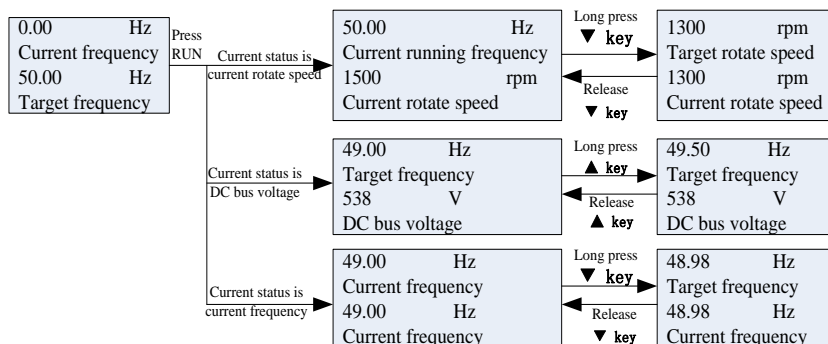 0.00 Hz
Current frequency
50.00 Hz
Target frequency
Press
RUN
Current status is
current rotate speed
50.00 Hz
Current running frequency
1500 rpm
Current rotate speed
Long press
▼ key
Release
▼ key
1300 rpm
Target rotate speed
1300 rpm
Current rotate speed
Current status is
DC bus voltage
49.00 Hz
Target frequency
538 V
DC bus voltage
Long press
▲ key
Release
▲ key
49.50 Hz
Target frequency
538 V
DC bus voltage
Current status is
current frequency
49.00 Hz
Current frequency
49.00 Hz
Current frequency
Long press
▼ key
Release
▼ key
48.98 Hz
Target frequency
48.98 Hz
Current frequency